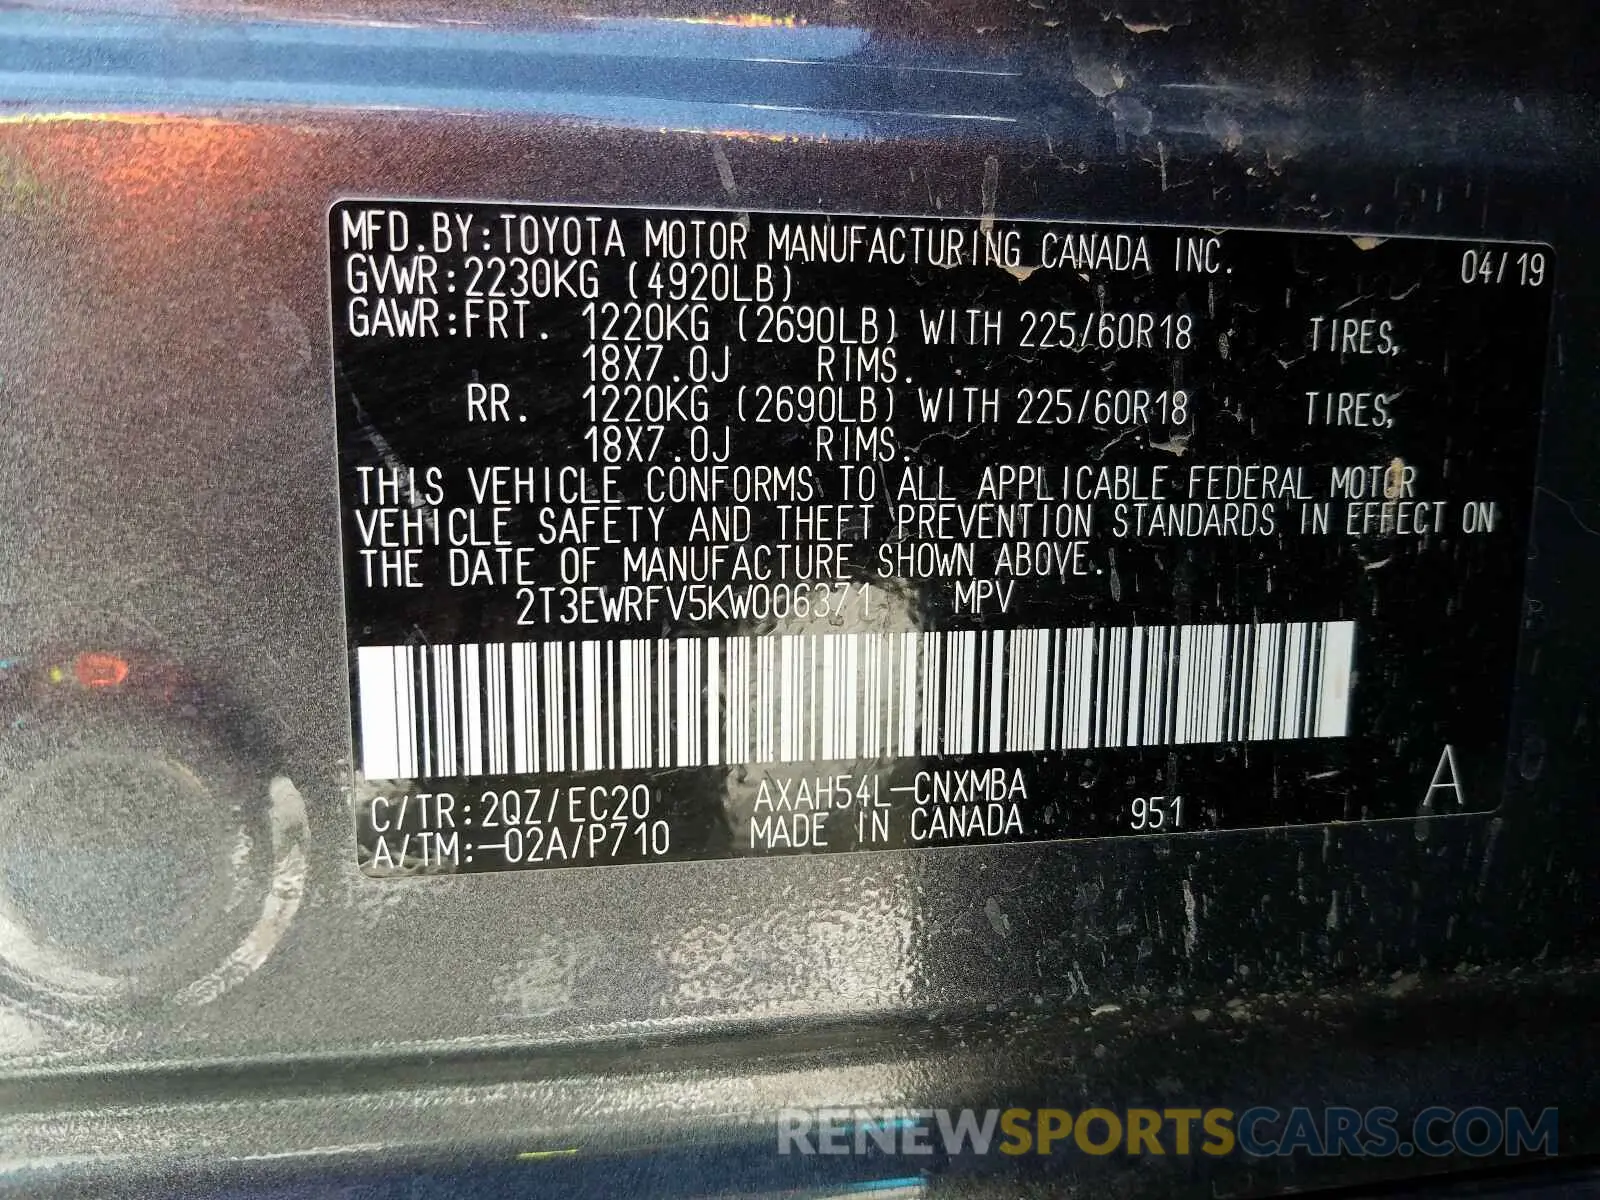 MFD.BY:TOYOTA MOTOR MANUFACTURING CANADA INC. 04/19
GVWR:2230KG (4920LB)
GAWR:FRT. 1220KG (2690LB) WITH 225/60R18 TIRES,
18X7.0J RIMS.
RR. 1220KG (2690LB) WITH 225/60R18 TIRES,
18X7.0J RIMS.
THIS VEHICLE CONFORMS TO ALL APPLICABLE FEDERAL MOTOR
VEHICLE SAFETY AND THEFT PREVENTION STANDARDS IN EFFECT ON
THE DATE OF MANUFACTURE SHOWN ABOVE.
2T3EWRFV5KW006371 MPV
C/TR:2QZ/EC20 AXAH54L-CNXMBA A
A/TM:-02A/P710 MADE IN CANADA 951
RENEWSPORTSCARS.COM